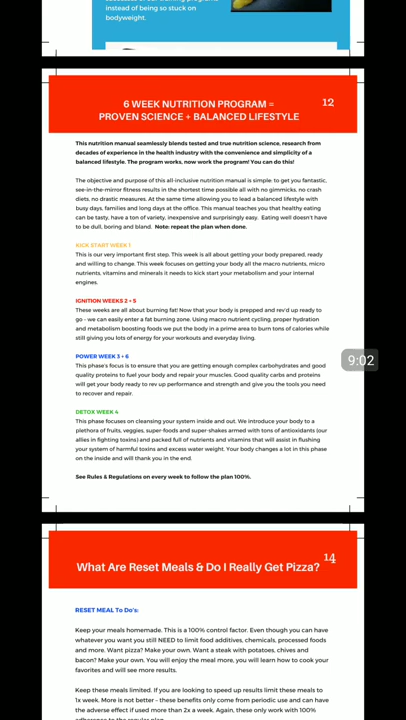 instead of being so stuck on
bodyweight.
6 WEEK NUTRITION PROGRAM =
PROVEN SCIENCE + BALANCED LIFESTYLE
12
This nutrition manual seamlessly blends tested and true nutrition science, research from
decades of experience in the health industry with the convenience and simplicity of a
balanced lifestyle. The program works, now work the program! You can do this!
The objective and purpose of this all-inclusive nutrition manual is simple- to get you fantastic,
see-in-the-mirror fitness results in the shortest time possible all with no gimmicks, no crash
diets, no drastic measures. At the same time allowing you to lead a balanced lifestyle with
busy days, families and long days at the office. This manual teaches you that healthy eating
can be tasty, have a ton of variety, inexpensive and surprisingly easy. Eating well doesn't have
to be dull, boring and bland. Note: repeat the plan when done.
KICK START WEEK 1
This is our very important first step. This week is all about getting your body prepared, ready
and willing to change. This week focuses on getting your body all the macro nutrients, micro
nutrients, vitamins and minerals it needs to kick start your metabolism and your internal
engines.
IGNITION WEEKS 2 + 5
These weeks are all about burning fat! Now that your body is prepped and rev'd up ready to
go - we can easily enter a fat burning zone. Using macro nutrient cycling, proper hydration
and metabolism boosting foods we put the body in a prime area to burn tons of calories while
still giving you lots of energy for your workouts and everyday living.
POWER WEEK 3 + 6
This phase's focus is to ensure that you are getting enough complex carbohydrates and good
quality proteins to fuel your body and repair your muscles. Good quality carbs and proteins
will get your body ready to rev up performance and strength and give you the tools you need
to recover and repair.
9:02
DETOX WEEK 4
This phase focuses on cleansing your system inside and out. We introduce your body to a
plethora of fruits, veggies, super-foods and super-shakes armed with tons of antioxidants (our
allies in fighting toxins) and packed full of nutrients and vitamins that will assist in flushing
your system of harmful toxins and excess water weight. Your body changes a lot in this phase
on the inside and will thank you in the end.
See Rules & Regulations on every week to follow the plan 100%.
14
What Are Reset Meals & Do I Really Get Pizza?
RESET MEAL To Do's:
Keep your meals homemade. This is a 100% control factor. Even though you can have
whatever you want you still NEED to limit food additives, chemicals, processed foods
and more. Want pizza? Make your own. Want a steak with potatoes, chives and
bacon? Make your own. You will enjoy the meal more, you will learn how to cook your
favorites and will see more results.
Keep these meals limited. If you are looking to speed up results limit these meals to
1x week. More is not better - these benefits only come from periodic use and can have
the adverse effect if used more than 2x a week. Again, these only work with 100%